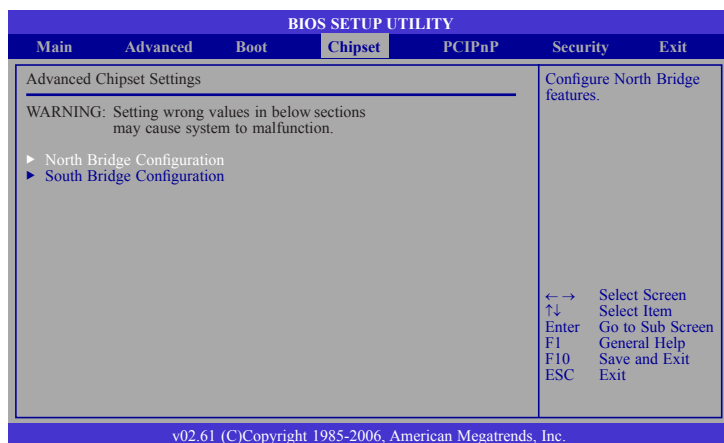 BIOS SETUP UTILITY
Main Advanced Boot Chipset PCIPnP Security Exit
Advanced Chipset Settings
WARNING: Setting wrong values in below sections
may cause system to malfunction.
► North Bridge Configuration
► South Bridge Configuration
Configure North Bridge
features.
←→ Select Screen
↑↓ Select Item
Enter Go to Sub Screen
F1 General Help
F10 Save and Exit
ESC Exit
v02.61 (C)Copyright 1985-2006, American Megatrends, Inc.